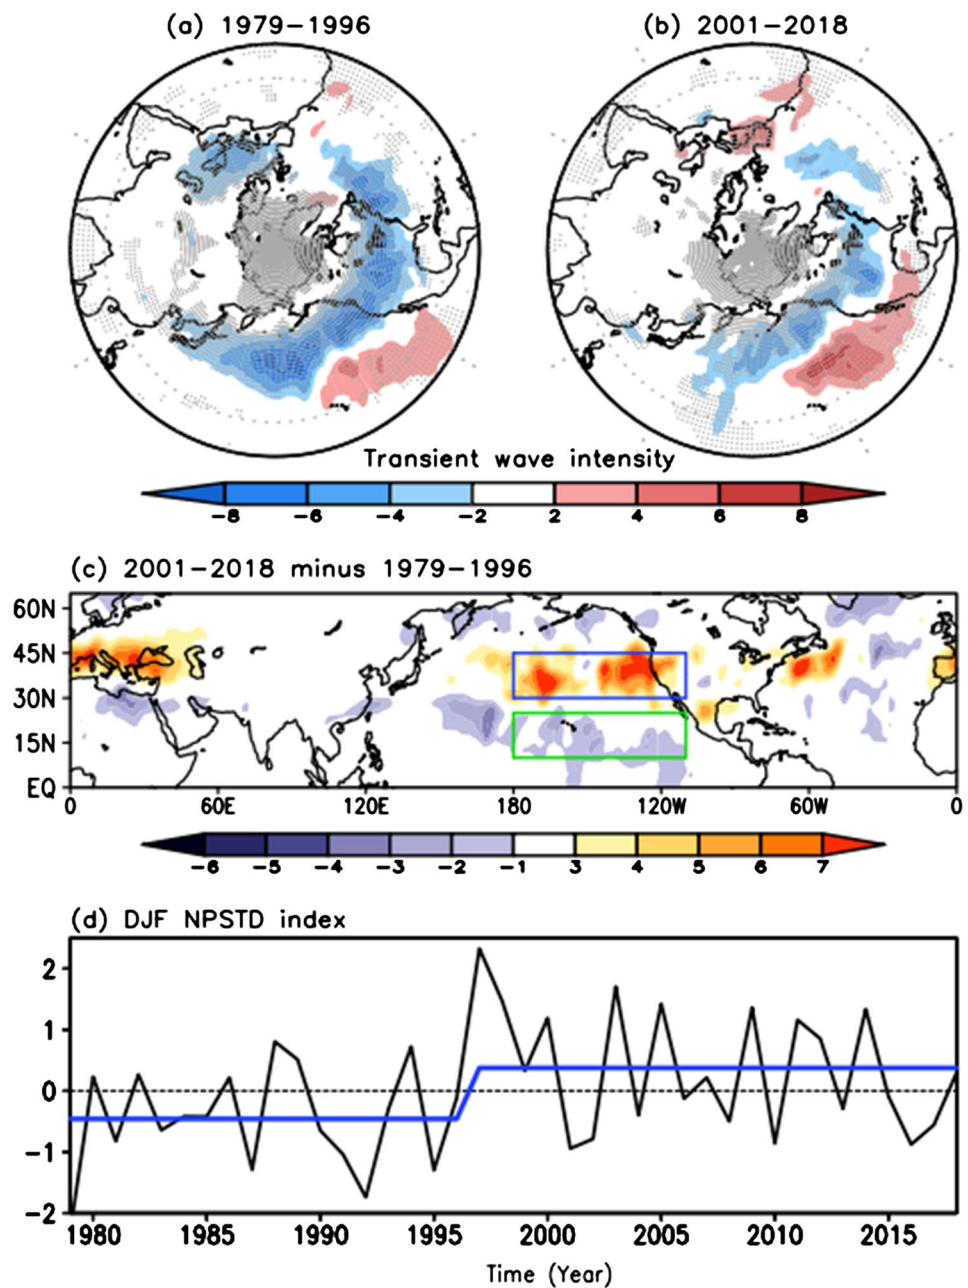 (a) 1979−1996 (b) 2001−2018
Transient wave intensity
−8 −6 −4 −2 2 4 6 8
(c) 2001−2018 minus 1979−1996
60N
45N
30N
15N
EQ
0 60E 120E 180 120W 60W 0
−6 −5 −4 −3 −2 −1 3 4 5 6 7
(d) DJF NPSTD index
2
1
0
−1
−2
1980 1985 1990 1995 2000 2005 2010 2015
Time (Year)